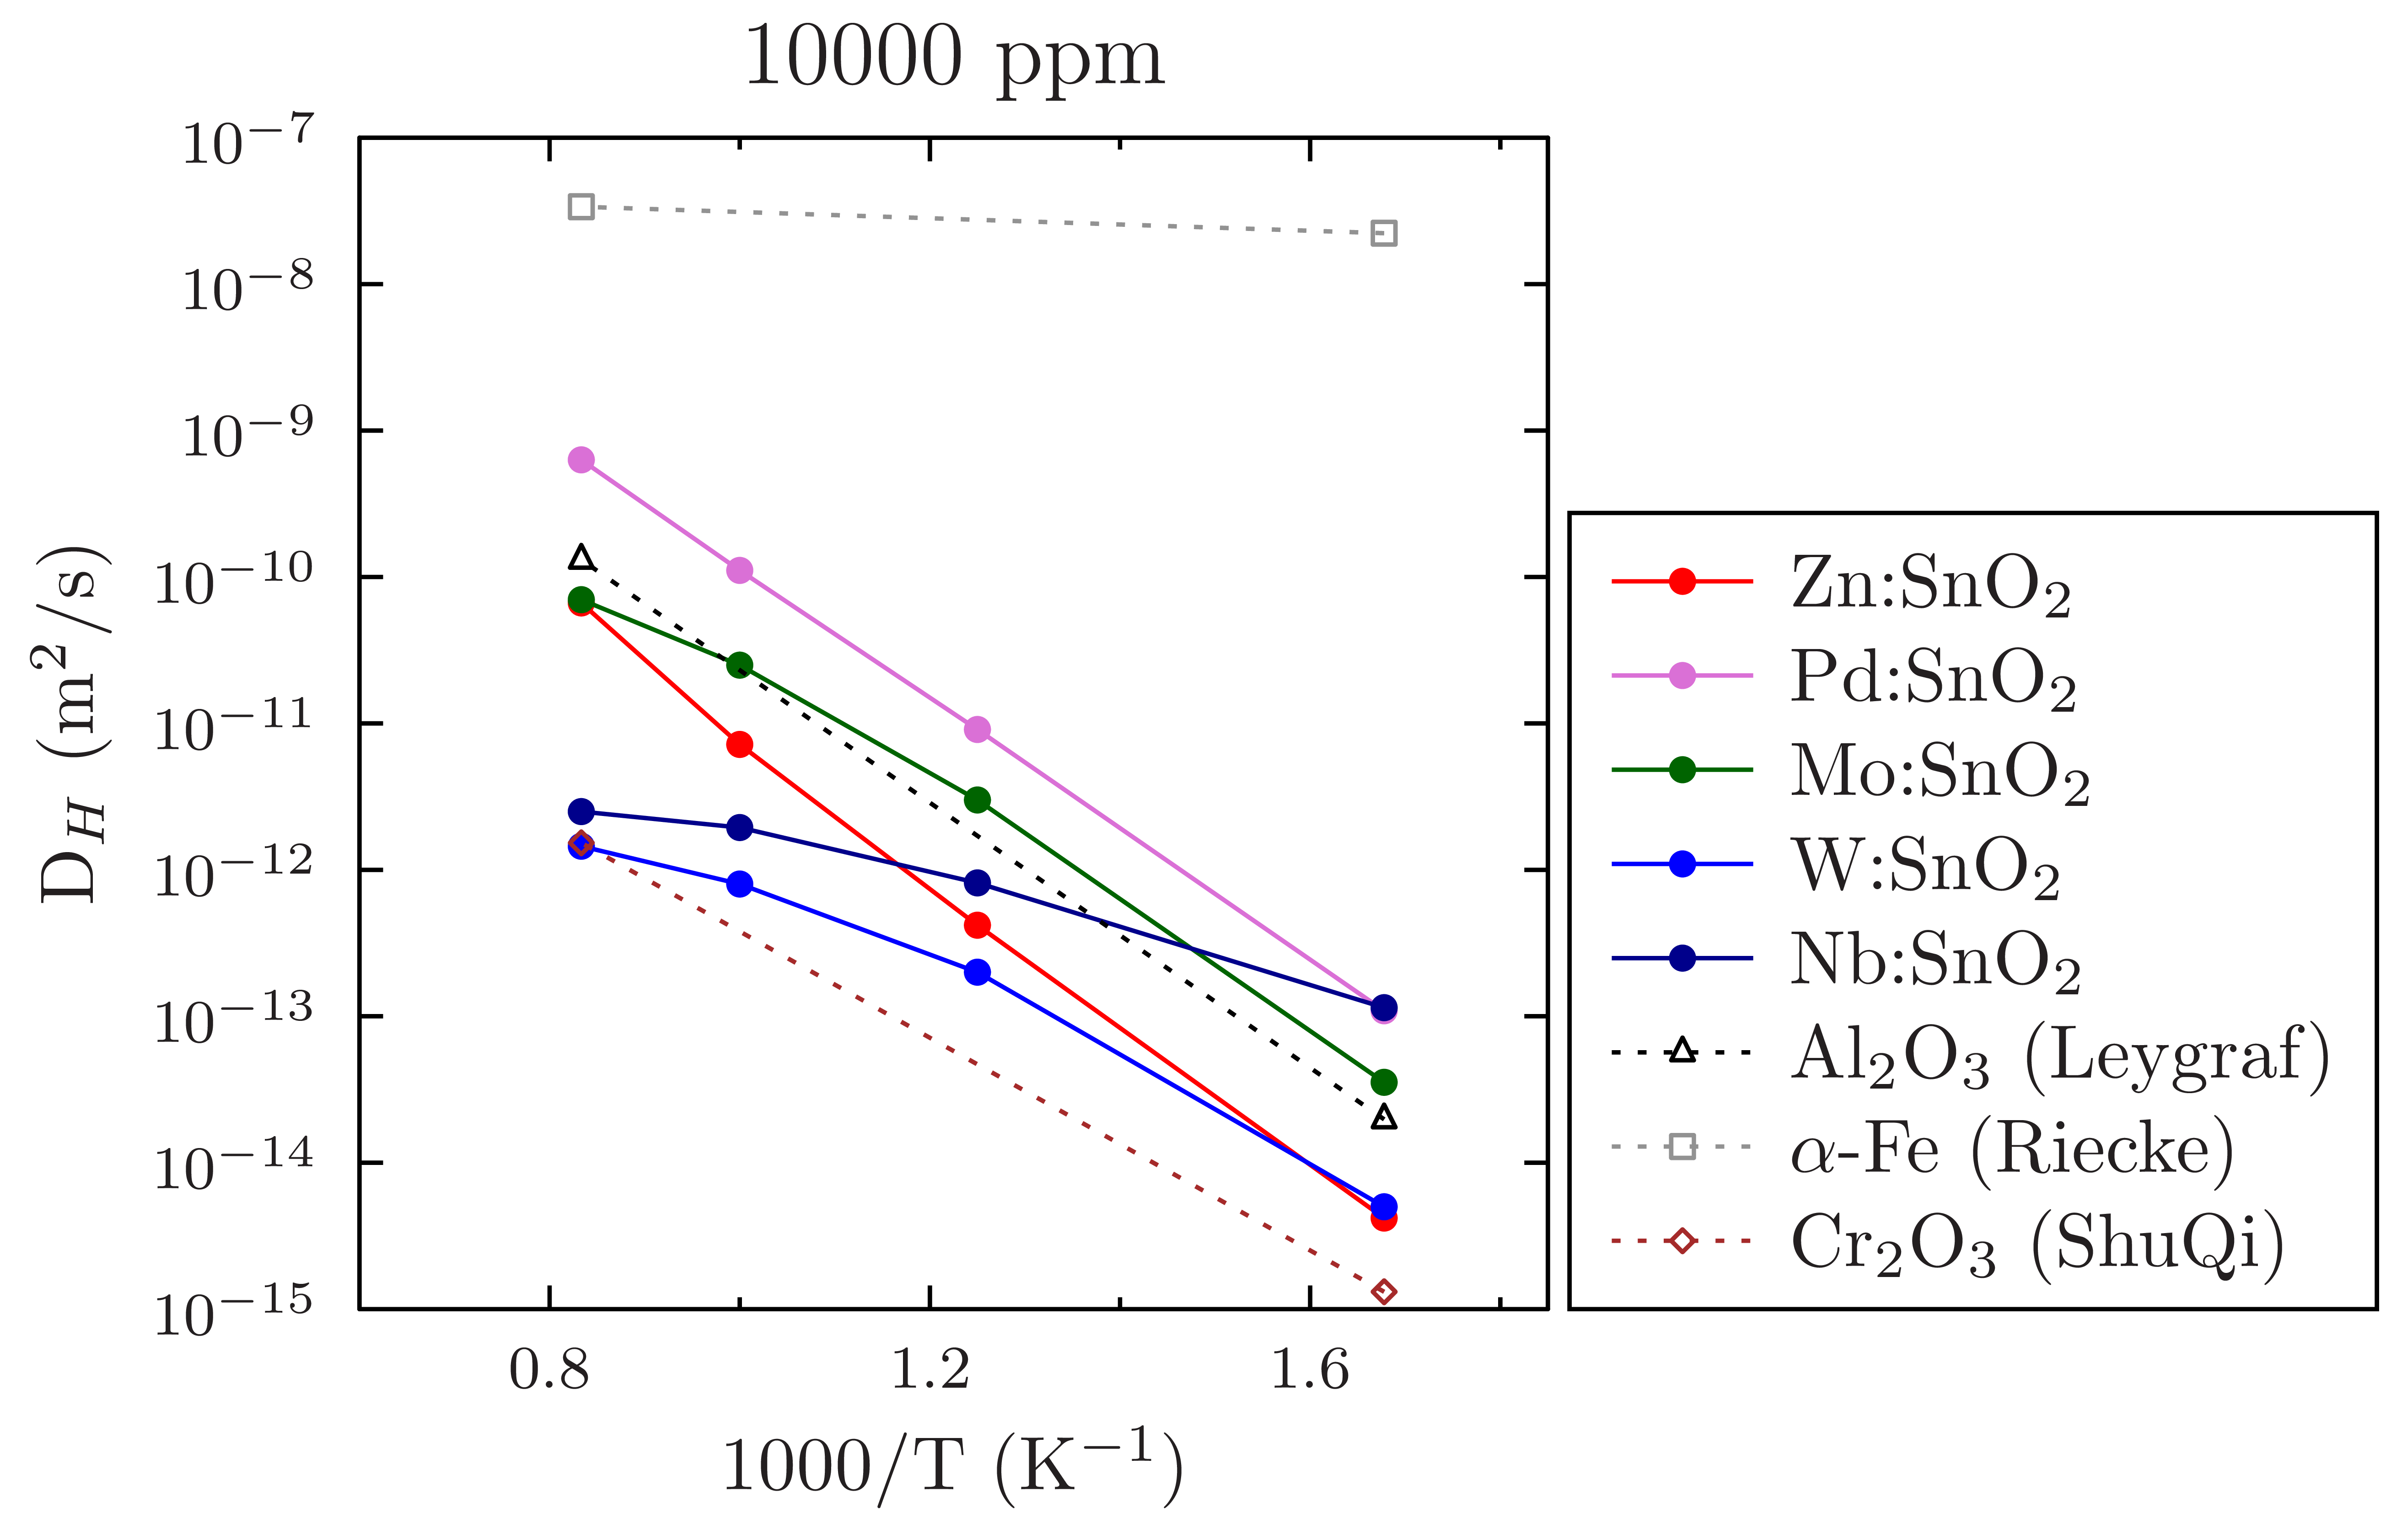 10000 ppm
10⁻⁷
10⁻⁸
10⁻⁹
10⁻¹⁰
10⁻¹¹
10⁻¹²
10⁻¹³
10⁻¹⁴
10⁻¹⁵
D_H (m²/s)
0.8 1.2 1.6
1000/T (K⁻¹)
Zn:SnO₂
Pd:SnO₂
Mo:SnO₂
W:SnO₂
Nb:SnO₂
Al₂O₃ (Leygraf)
α-Fe (Riecke)
Cr₂O₃ (ShuQi)